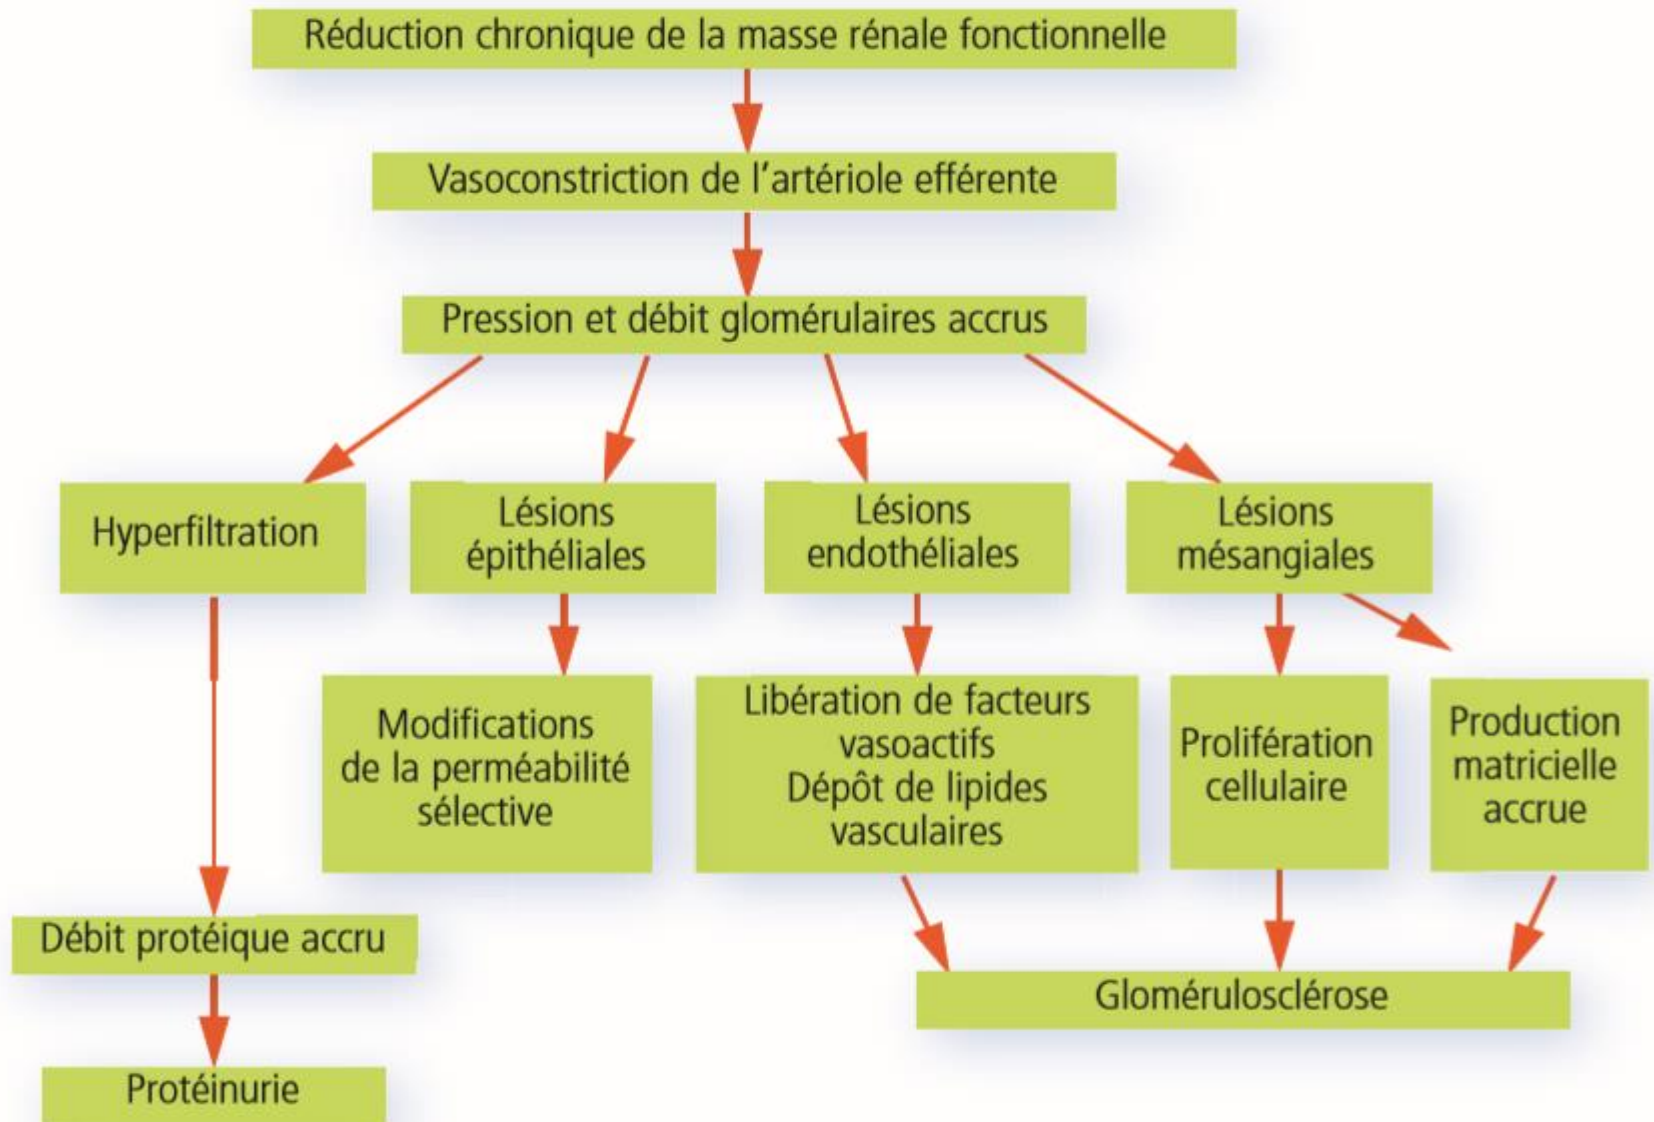 Réduction chronique de la masse rénale fonctionnelle
Vasoconstriction de l'artériole efférente
Pression et débit glomérulaires accrus
Hyperfiltration
Lésions
épithéliales
Lésions
endothéliales
Lésions
mésangiales
Modifications
de la perméabilité
sélective
Libération de facteurs
vasoactifs
Dépôt de lipides
vasculaires
Prolifération
cellulaire
Production
matricielle
accrue
Débit protéique accru
Glomérulosclérose
Protéinurie